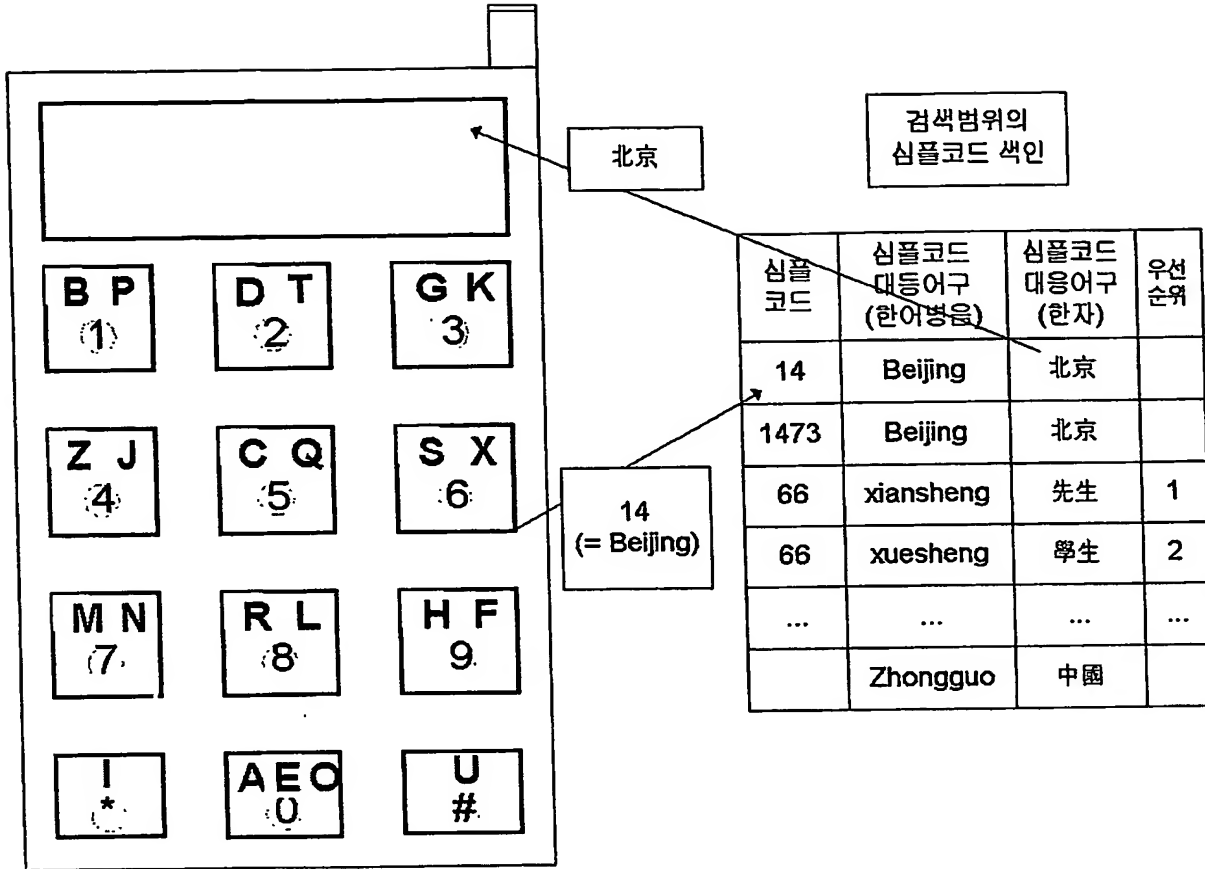 北京
검색범위의
심플코드 색인
B P
1
D T
2
G K
3
Z J
4
C Q
5
S X
6
M N
7
R L
8
H F
9
I
*
A E O
0
U
#
14
(= Beijing)
심플
코드
심플코드
대등어구
(한어병음)
심플코드
대응어구
(한자)
우선
순위
14 Beijing 北京
1473 Beijing 北京
66 xiansheng 先生 1
66 xuesheng 學生 2
... ... ... ...
Zhongguo 中國